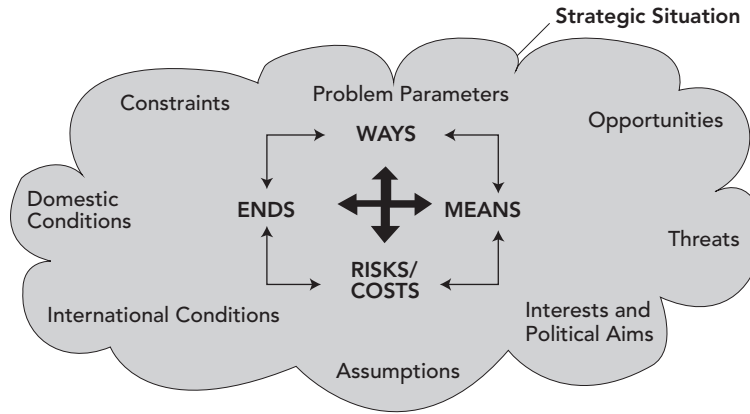 Strategic Situation
Problem Parameters
Constraints
Opportunities
WAYS
Domestic
Conditions
ENDS
MEANS
Threats
RISKS/
COSTS
International Conditions
Interests and
Political Aims
Assumptions